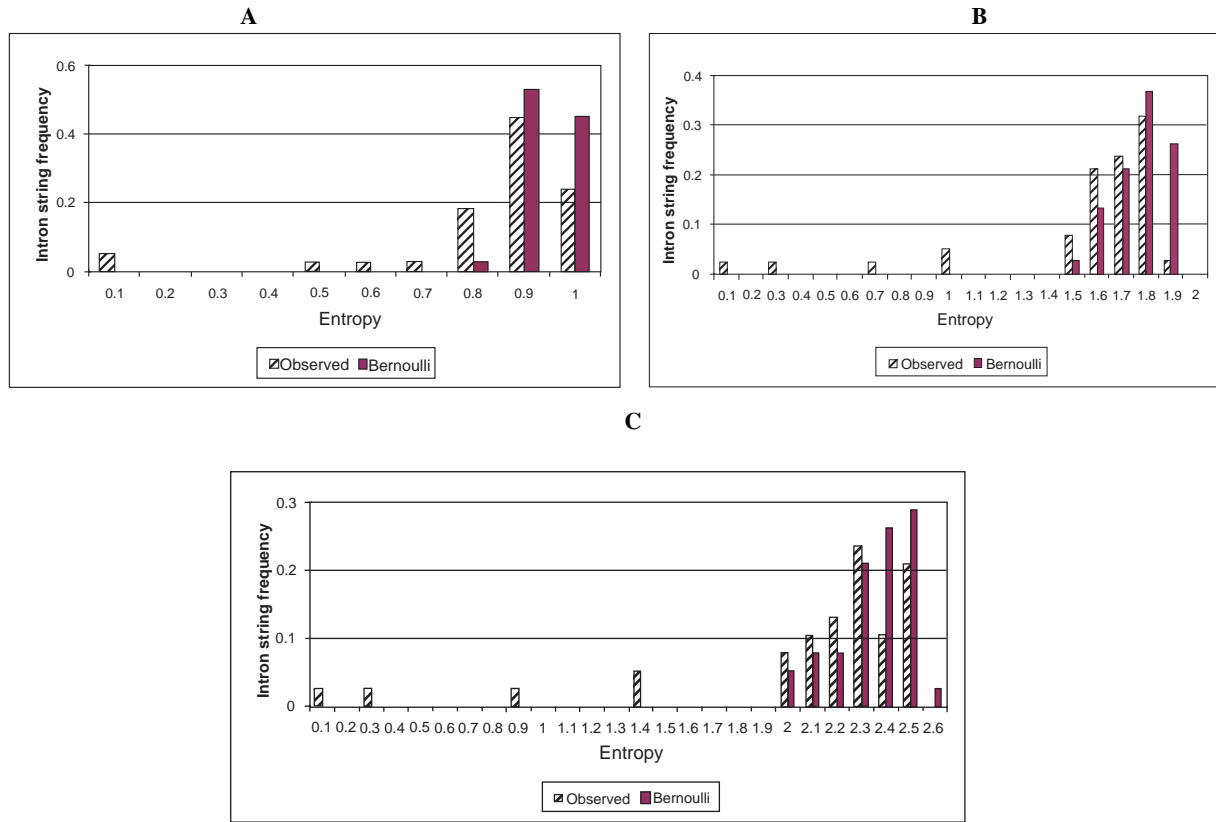 A
Intron string frequency
0.6
0.4
0.2
0
0.1 0.2 0.3 0.4 0.5 0.6 0.7 0.8 0.9 1
Entropy
Observed Bernoulli
B
Intron string frequency
0.4
0.3
0.2
0.1
0
0.1 0.2 0.3 0.4 0.5 0.6 0.7 0.8 0.9 1 1.1 1.2 1.3 1.4 1.5 1.6 1.7 1.8 1.9 2
Entropy
Observed Bernoulli
C
Intron string frequency
0.3
0.2
0.1
0
0.1 0.2 0.3 0.4 0.5 0.6 0.7 0.8 0.9 1 1.1 1.2 1.3 1.4 1.5 1.6 1.7 1.8 1.9 2 2.1 2.2 2.3 2.4 2.5 2.6
Entropy
Observed Bernoulli